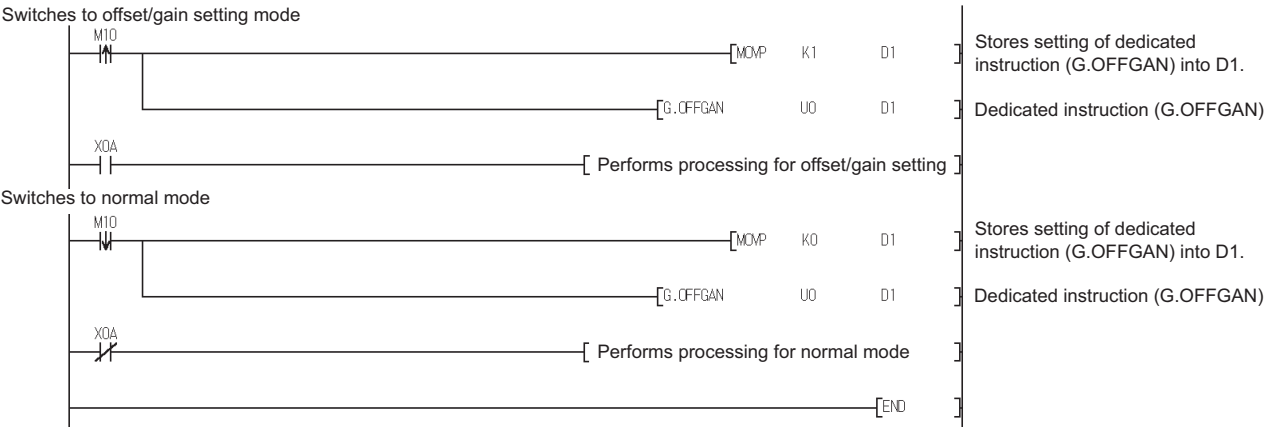 Switches to offset/gain setting mode
M10
MOVP K1 D1
Stores setting of dedicated
instruction (G.OFFGAN) into D1.
G.OFFGAN U0 D1
Dedicated instruction (G.OFFGAN)
X0A
Performs processing for offset/gain setting
Switches to normal mode
M10
MOVP K0 D1
Stores setting of dedicated
instruction (G.OFFGAN) into D1.
G.OFFGAN U0 D1
Dedicated instruction (G.OFFGAN)
X0A
Performs processing for normal mode
END